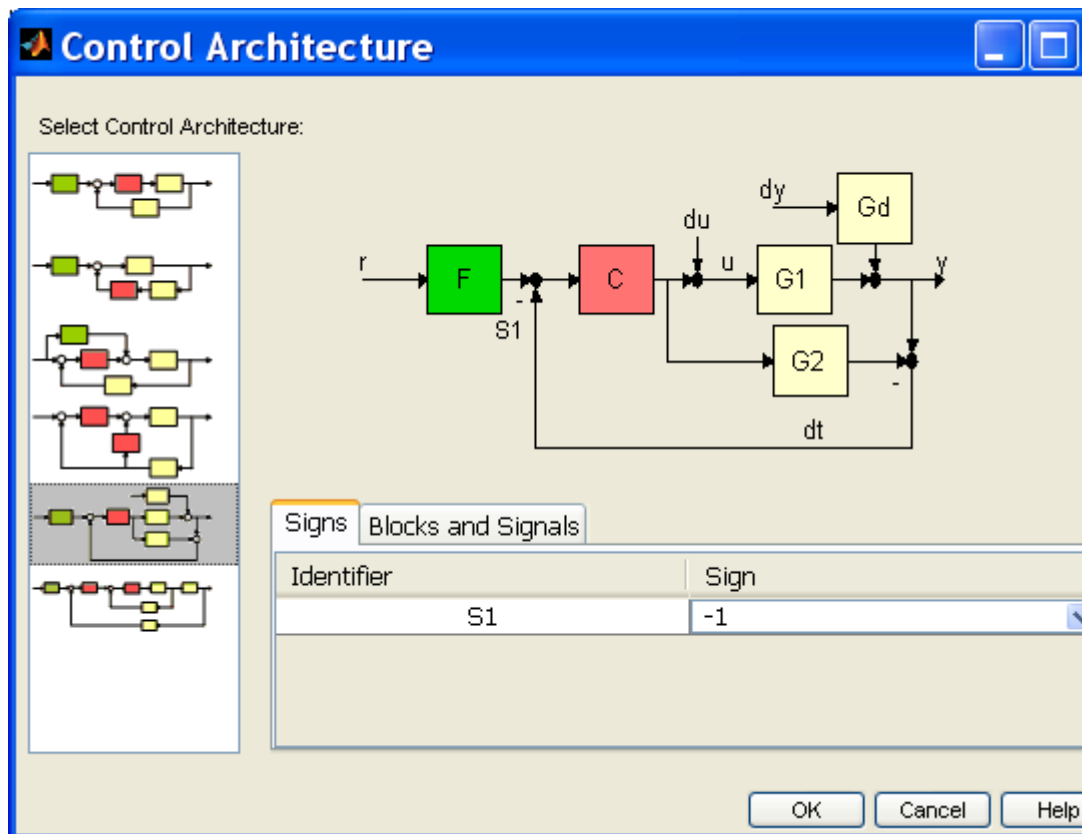 Control Architecture
Select Control Architecture:
dy
Gd
du
r
F
C
u
G1
y
-
S1
G2
-
dt
Signs
Blocks and Signals
Identifier
Sign
S1
-1
OK
Cancel
Help